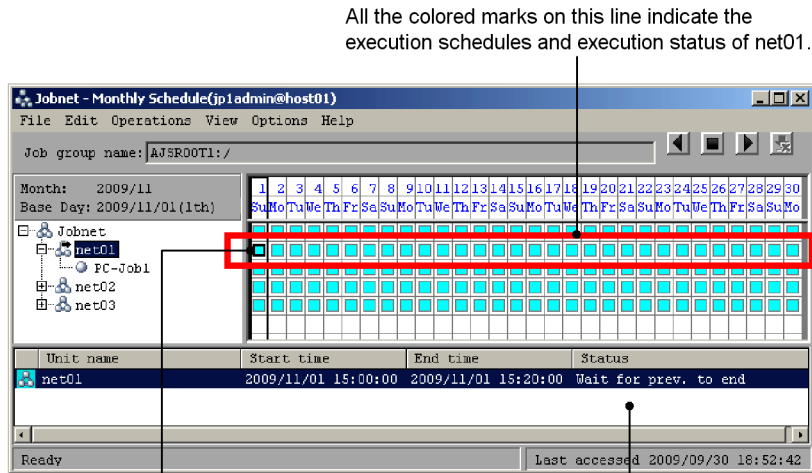 All the colored marks on this line indicate the
execution schedules and execution status of net01.
Jobnet - Monthly Schedule(jp1admin@host01)
File Edit Operations View Options Help
Job group name: AJSROOT1:/
Month: 2009/11
Base Day: 2009/11/01(1th)
1 2 3 4 5 6 7 8 9 10 11 12 13 14 15 16 17 18 19 20 21 22 23 24 25 26 27 28 29 30
Su Mo Tu We Th Fr Sa Su Mo Tu We Th Fr Sa Su Mo Tu We Th Fr Sa Su Mo Tu We Th Fr Sa Su Mo
Jobnet
net01
PC-Job1
net02
net03
Unit name Start time End time Status
net01 2009/11/01 15:00:00 2009/11/01 15:20:00 Wait for prev. to end
Ready Last accessed 2009/09/30 18:52:42